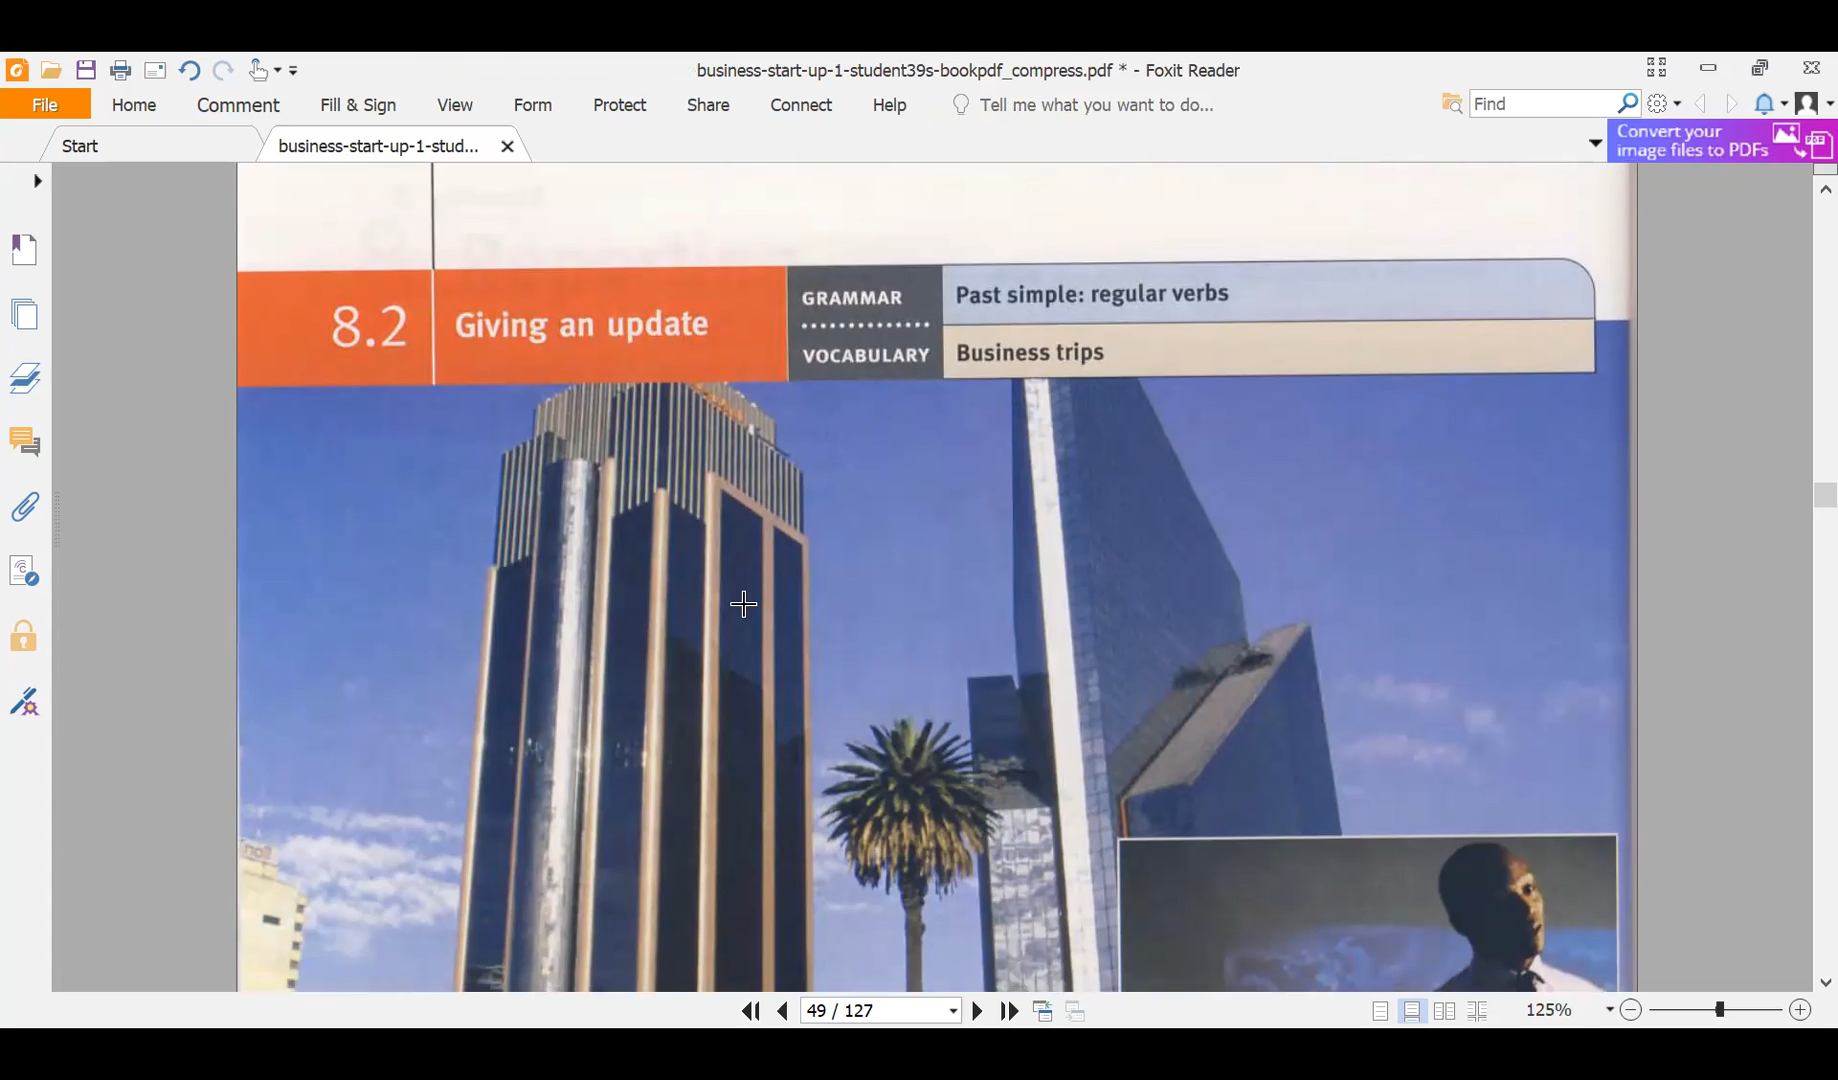 business-start-up-1-student39s-bookpdf_compress.pdf * - Foxit Reader
File Home Comment Fill & Sign View Form Protect Share Connect Help Tell me what you want to do... Find
Start business-start-up-1-stud...
Convert your
image files to PDFs
8.2 Giving an update
GRAMMAR Past simple: regular verbs
VOCABULARY Business trips
49 / 127 125%